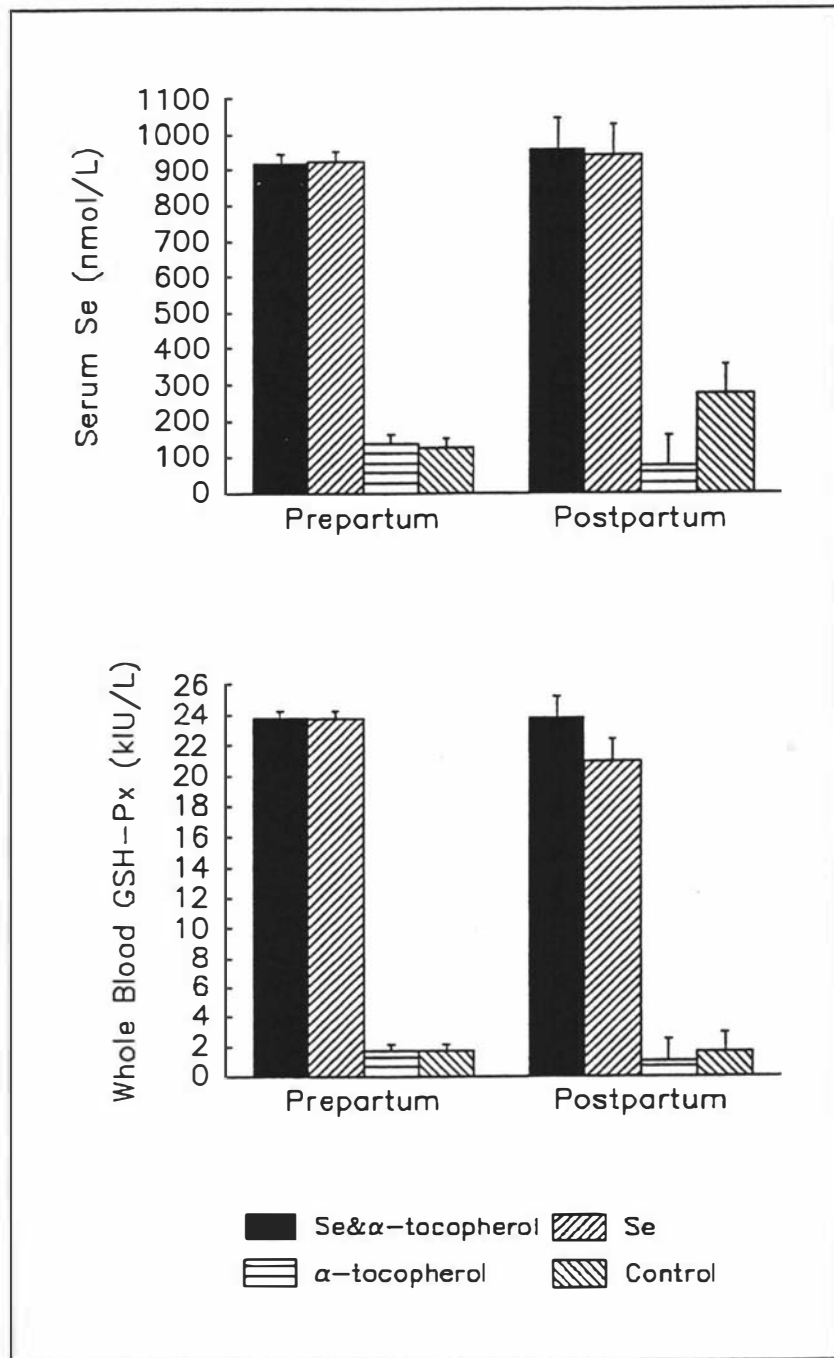 Serum Se (nmol/L)
1100
1000
900
800
700
600
500
400
300
200
100
0
Prepartum
Postpartum
Whole Blood GSH-Px (kIU/L)
26
24
22
20
18
16
14
12
10
8
6
4
2
0
Prepartum
Postpartum
Se&α-tocopherol
Se
α-tocopherol
Control